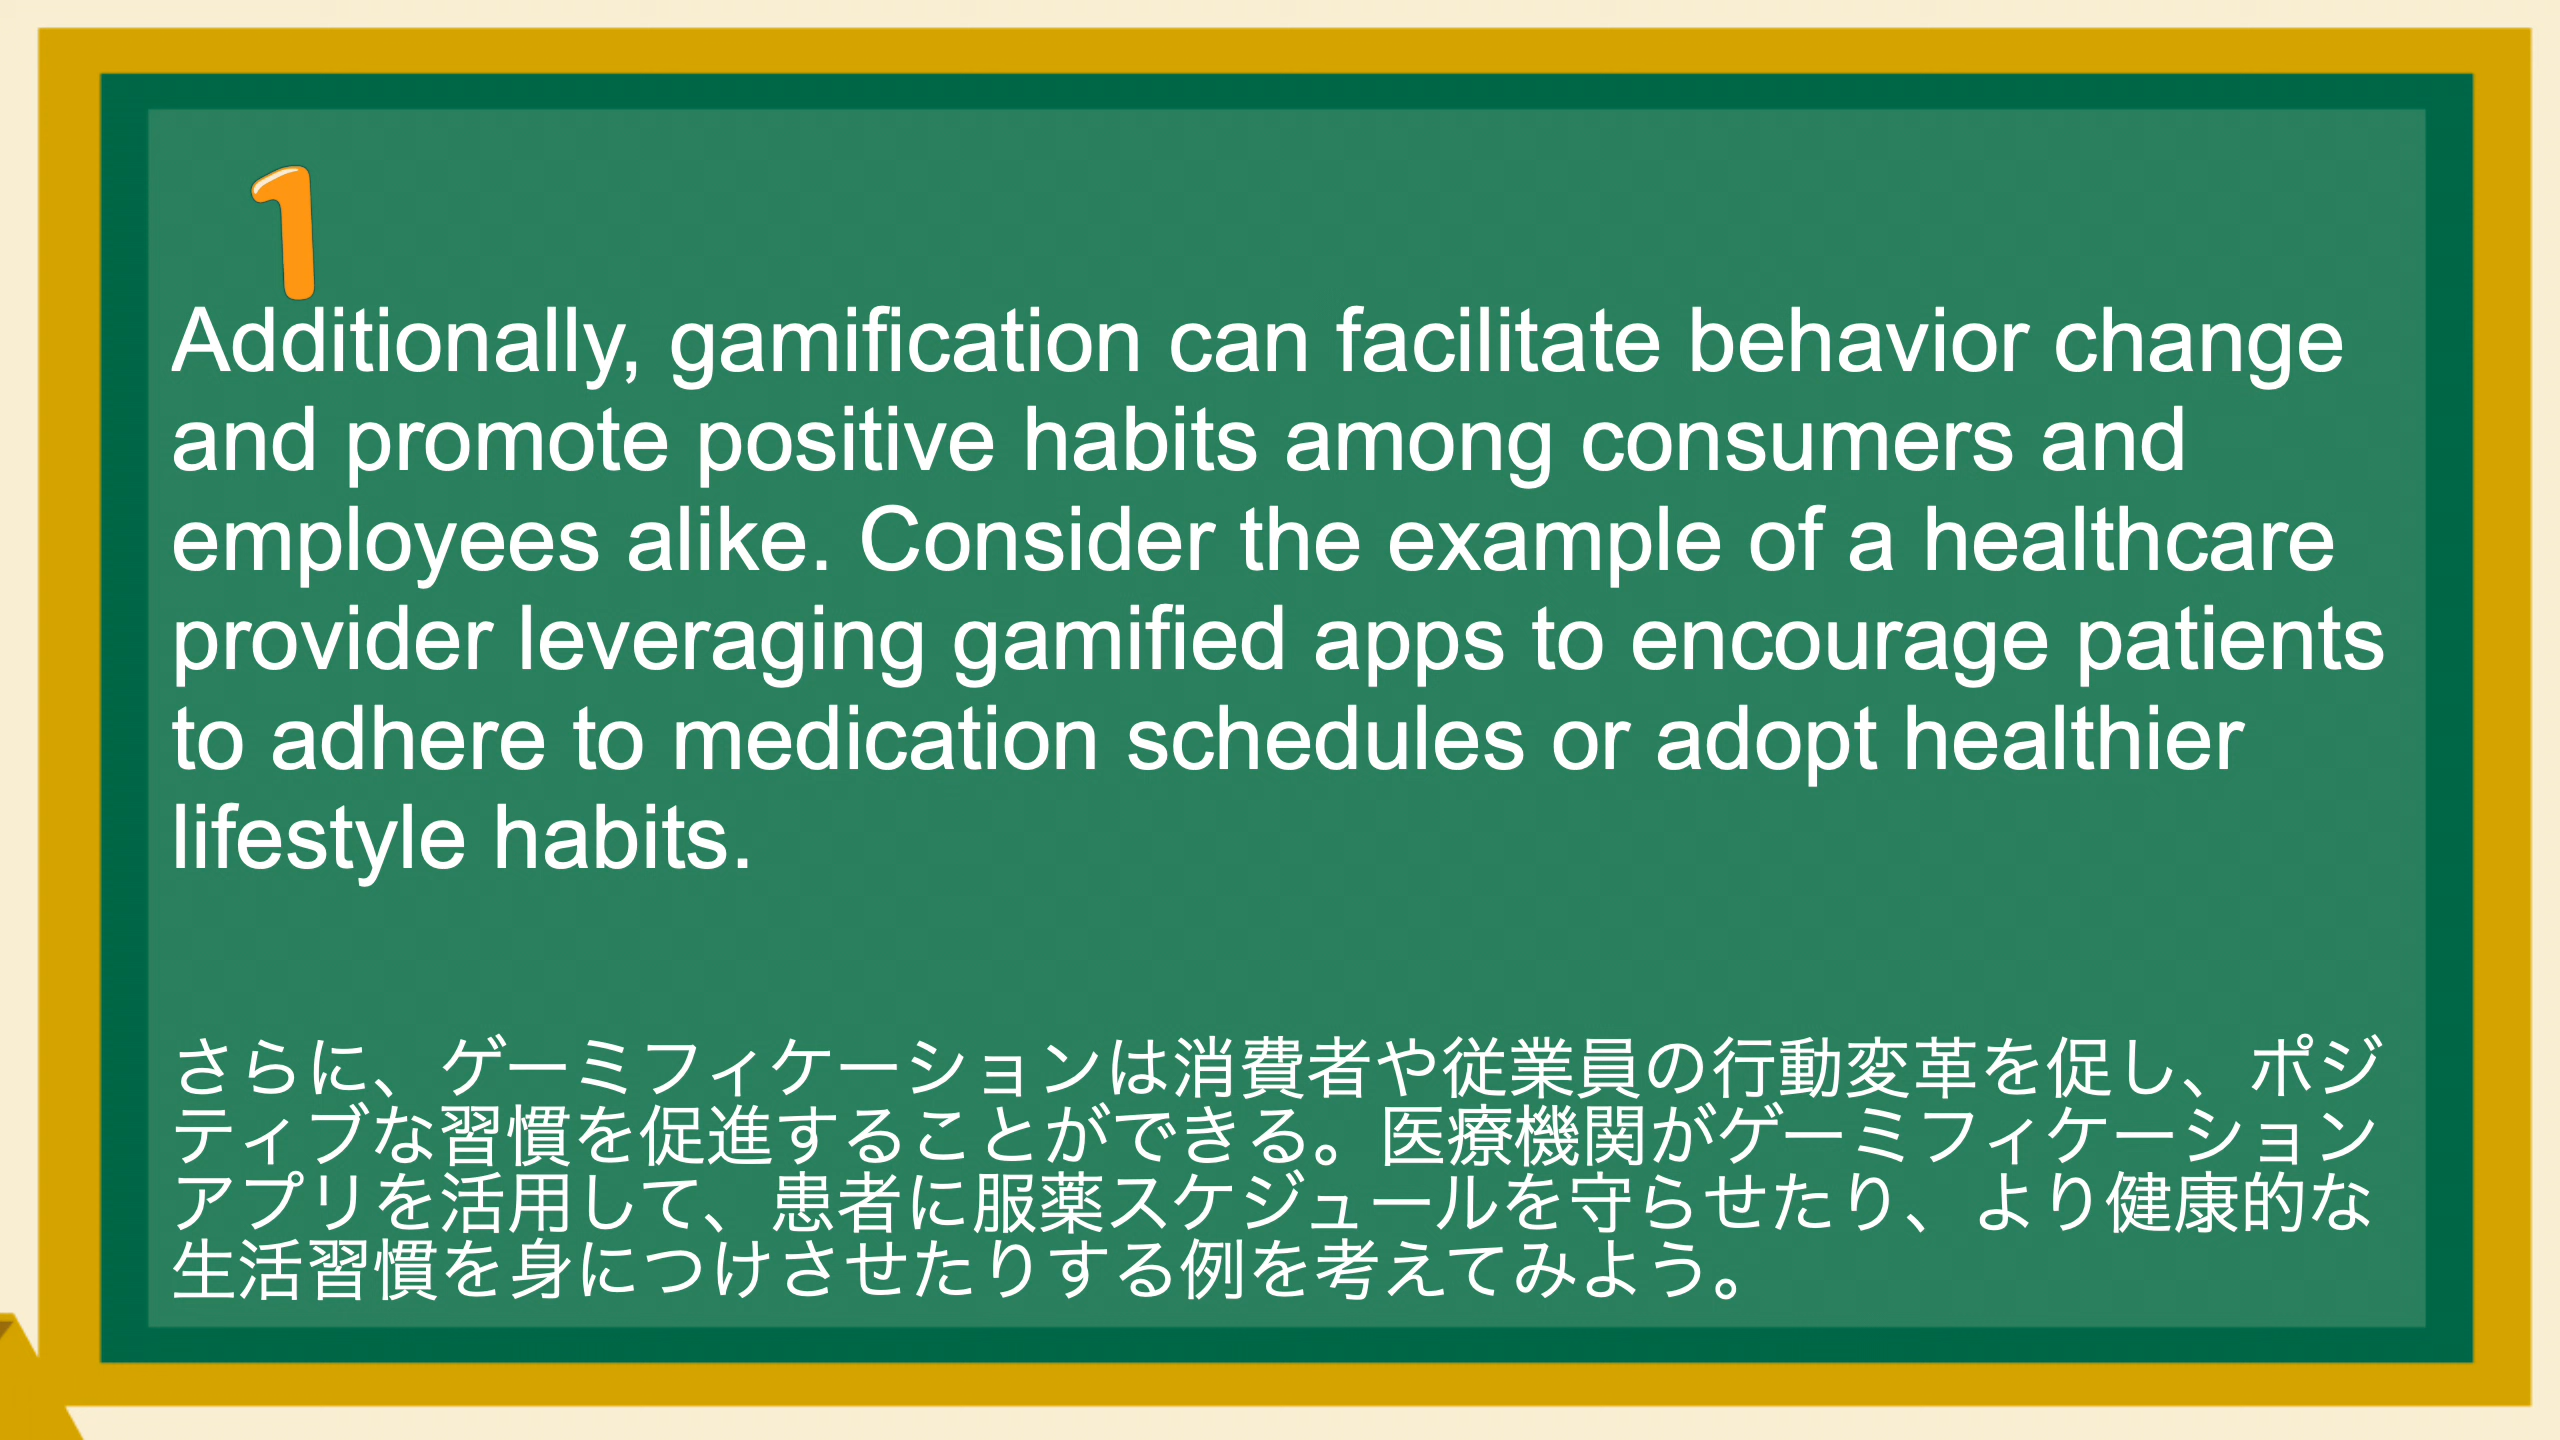 1
Additionally, gamification can facilitate behavior change
and promote positive habits among consumers and
employees alike. Consider the example of a healthcare
provider leveraging gamified apps to encourage patients
to adhere to medication schedules or adopt healthier
lifestyle habits.
さらに、ゲーミフィケーションは消費者や従業員の行動変革を促し、ポジ
ティブな習慣を促進することができる。医療機関がゲーミフィケーション
アプリを活用して、患者に服薬スケジュールを守らせたり、より健康的な
生活習慣を身につけさせたりする例を考えてみよう。